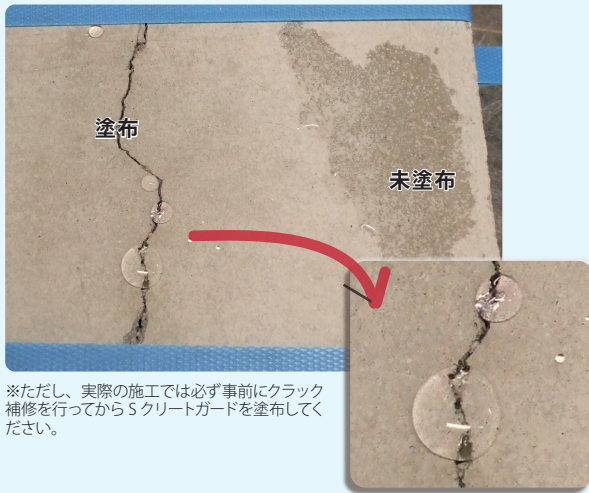 塗布
未塗布
※ただし、実際の施工では必ず事前にクラック
補修を行ってからSクリートガードを塗布してく
ださい。